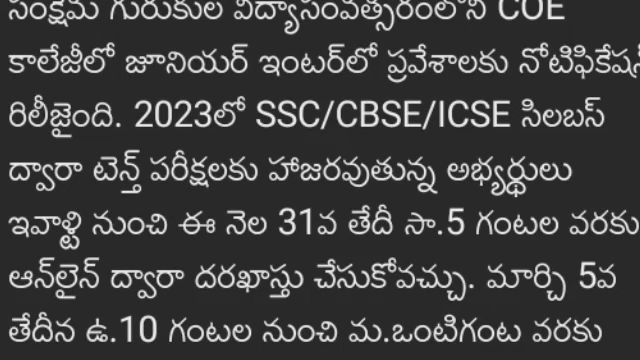 సంక్షేమ గురుకుల విద్యాసంవత్సరంలోని COE
కాలేజీలో జూనియర్ ఇంటర్‌లో ప్రవేశాలకు నోటిఫికేషన్
రిలీజైంది. 2023లో SSC/CBSE/ICSE సిలబస్
ద్వారా టెన్త్ పరీక్షలకు హాజరవుతున్న అభ్యర్థులు
ఇవాళ్టి నుంచి ఈ నెల 31వ తేదీ సా.5 గంటల వరకు
ఆన్‌లైన్ ద్వారా దరఖాస్తు చేసుకోవచ్చు. మార్చి 5వ
తేదీన ఉ.10 గంటల నుంచి మ.ఒంటిగంట వరకు